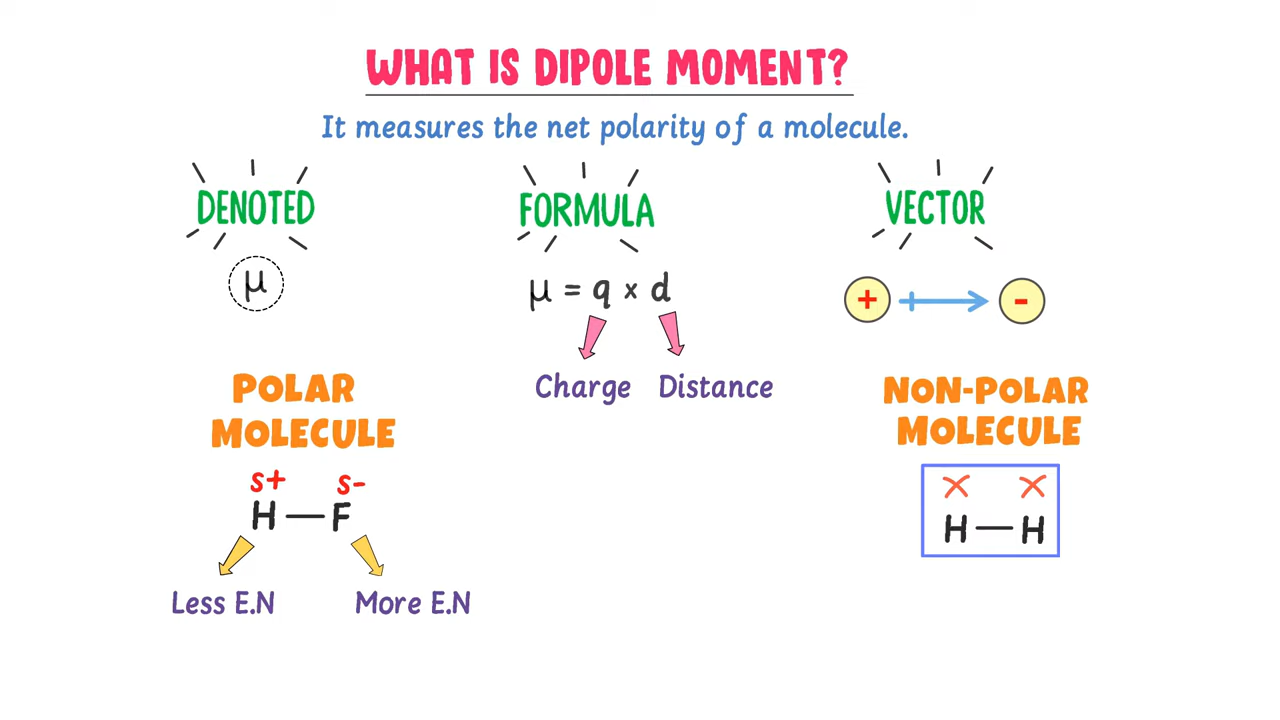 WHAT IS DIPOLE MOMENT?
It measures the net polarity of a molecule.
DENOTED
μ
FORMULA
μ = q × d
Charge Distance
VECTOR
+ -
POLAR
MOLECULE
s+ s-
H — F
Less E.N More E.N
NON-POLAR
MOLECULE
H — H